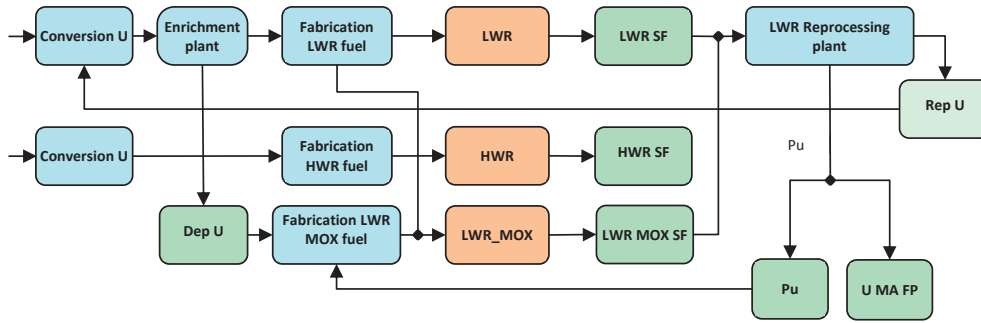 Conversion U
Enrichment
plant
Fabrication
LWR fuel
LWR
LWR SF
LWR Reprocessing
plant
Rep U
Conversion U
Fabrication
HWR fuel
HWR
HWR SF
Pu
Dep U
Fabrication LWR
MOX fuel
LWR_MOX
LWR MOX SF
Pu
U MA FP